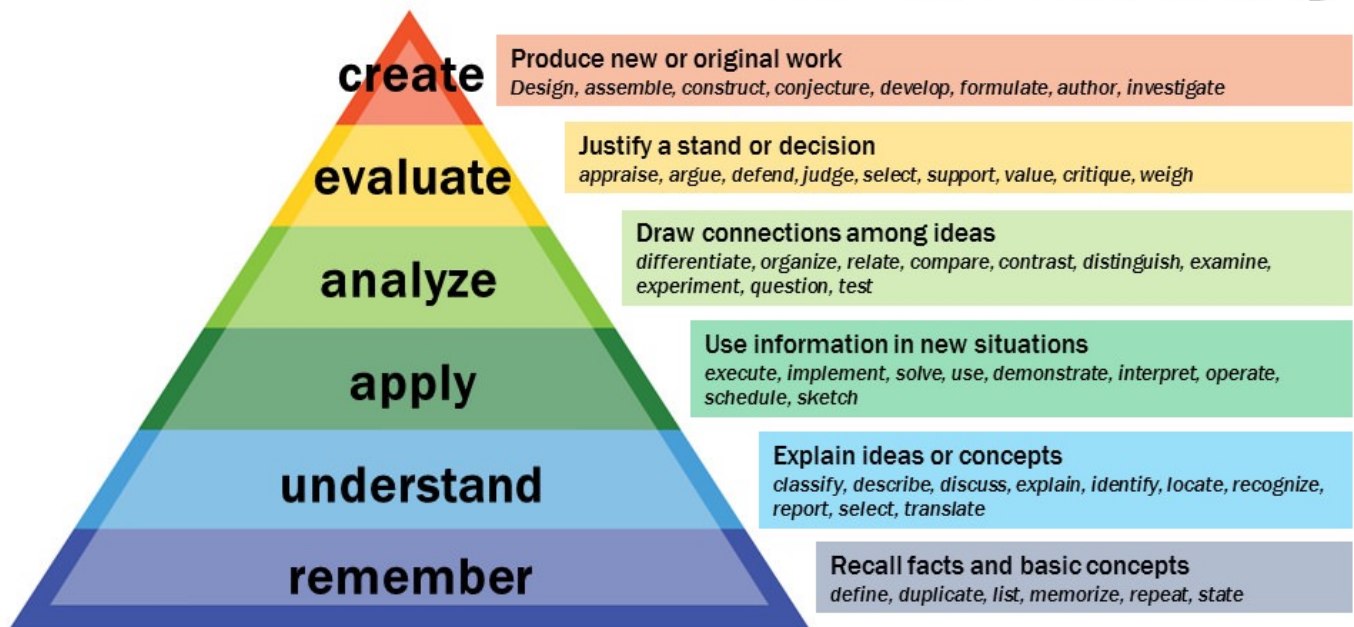 create
Produce new or original work
Design, assemble, construct, conjecture, develop, formulate, author, investigate
evaluate
Justify a stand or decision
appraise, argue, defend, judge, select, support, value, critique, weigh
analyze
Draw connections among ideas
differentiate, organize, relate, compare, contrast, distinguish, examine,
experiment, question, test
apply
Use information in new situations
execute, implement, solve, use, demonstrate, interpret, operate,
schedule, sketch
understand
Explain ideas or concepts
classify, describe, discuss, explain, identify, locate, recognize,
report, select, translate
remember
Recall facts and basic concepts
define, duplicate, list, memorize, repeat, state